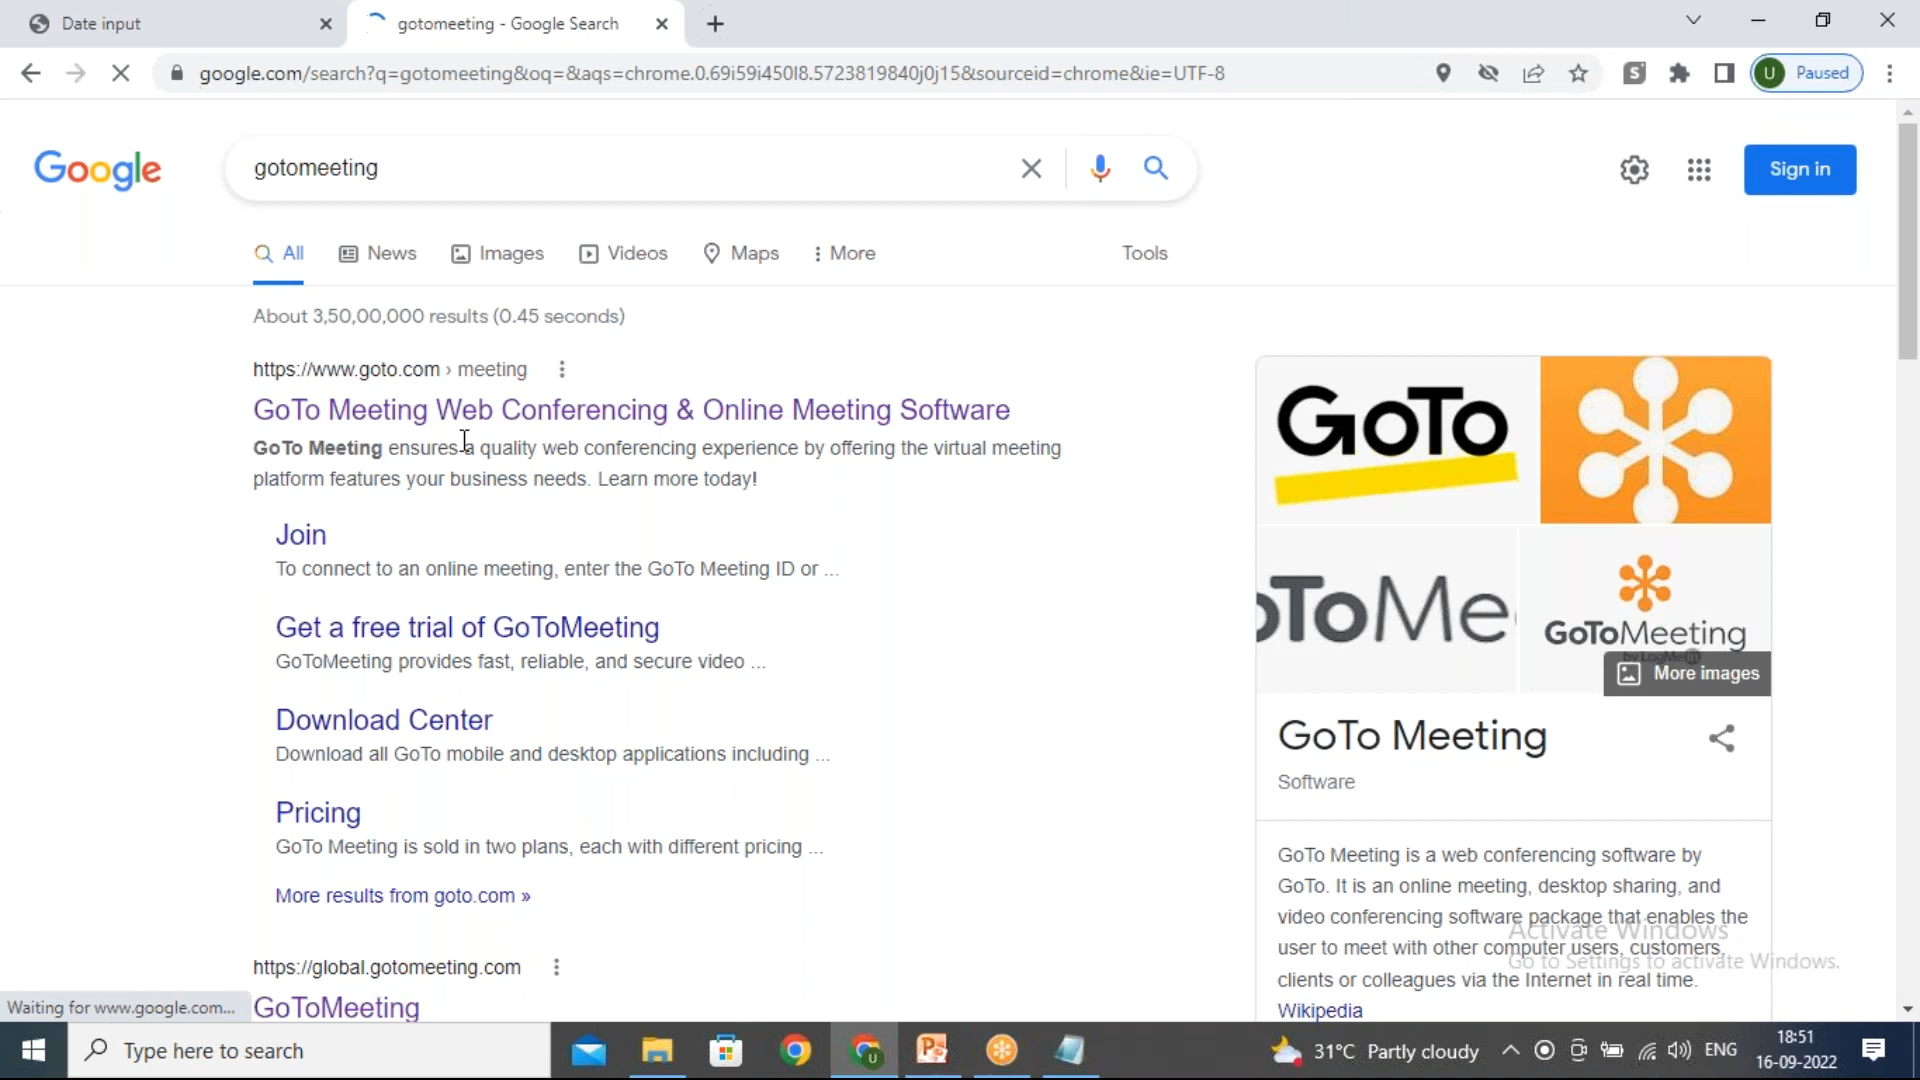 Date input
gotomeeting - Google Search
google.com/search?q=gotomeeting&oq=&aqs=chrome.0.69i59i450l8.5723819840j0j15&sourceid=chrome&ie=UTF-8
S
U Paused
Google
gotomeeting
Sign in
All News Images Videos Maps More Tools
About 3,50,00,000 results (0.45 seconds)
https://www.goto.com › meeting
GoTo Meeting Web Conferencing & Online Meeting Software
GoTo Meeting ensures a quality web conferencing experience by offering the virtual meeting
platform features your business needs. Learn more today!
Join
To connect to an online meeting, enter the GoTo Meeting ID or ...
Get a free trial of GoToMeeting
GoToMeeting provides fast, reliable, and secure video ...
Download Center
Download all GoTo mobile and desktop applications including ...
Pricing
GoTo Meeting is sold in two plans, each with different pricing ...
More results from goto.com »
https://global.gotomeeting.com
GoToMeeting
Waiting for www.google.com...
GoTo
oToMee
GoToMeeting
by LogMeIn
More images
GoTo Meeting
Software
GoTo Meeting is a web conferencing software by
GoTo. It is an online meeting, desktop sharing, and
video conferencing software package that enables the
user to meet with other computer users, customers,
clients or colleagues via the Internet in real time.
Wikipedia
Activate Windows
Go to Settings to activate Windows.
Type here to search
U
31°C Partly cloudy
ENG
18:51
16-09-2022